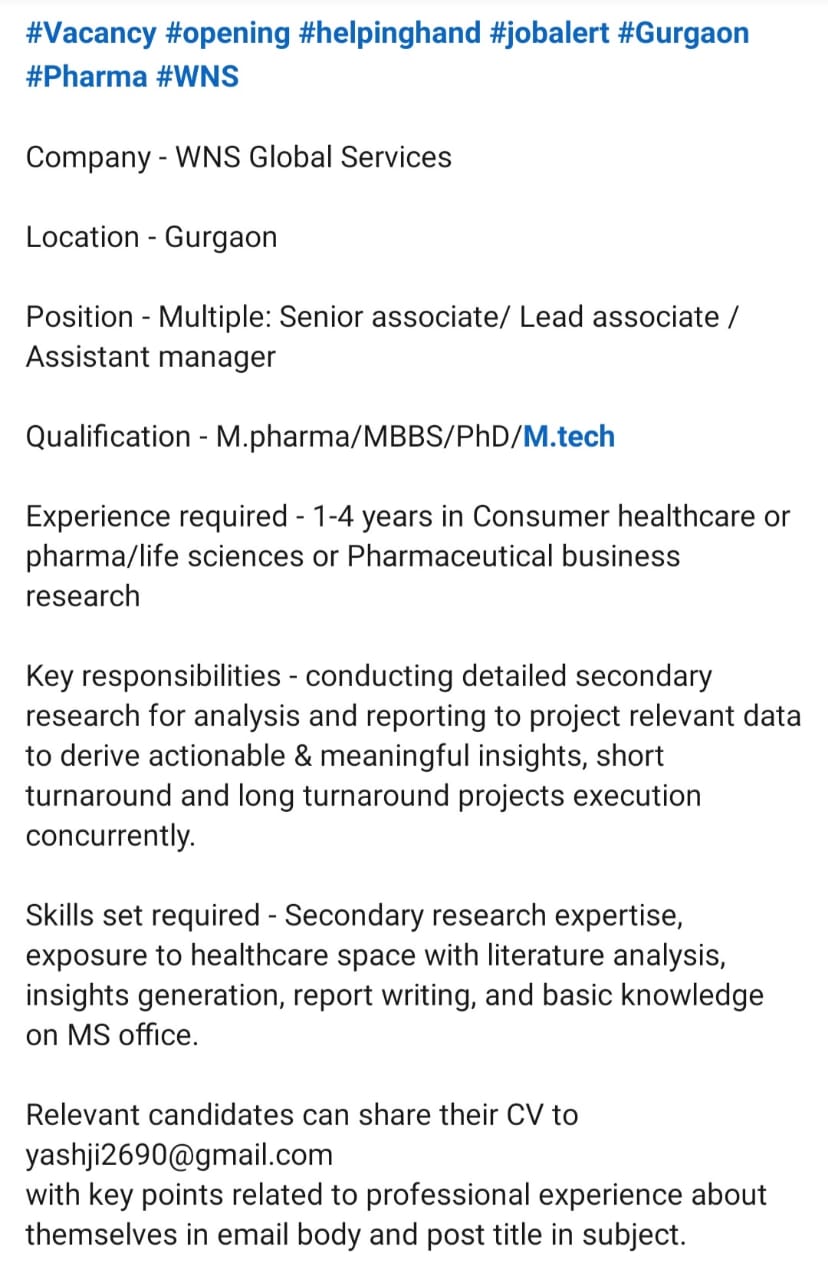 #Vacancy #opening #helpinghand #jobalert #Gurgaon
#Pharma #WNS
Company - WNS Global Services
Location - Gurgaon
Position - Multiple: Senior associate/ Lead associate /
Assistant manager
Qualification - M.pharma/MBBS/PhD/M.tech
Experience required - 1-4 years in Consumer healthcare or
pharma/life sciences or Pharmaceutical business
research
Key responsibilities - conducting detailed secondary
research for analysis and reporting to project relevant data
to derive actionable & meaningful insights, short
turnaround and long turnaround projects execution
concurrently.
Skills set required - Secondary research expertise,
exposure to healthcare space with literature analysis,
insights generation, report writing, and basic knowledge
on MS office.
Relevant candidates can share their CV to
yashji2690@gmail.com
with key points related to professional experience about
themselves in email body and post title in subject.